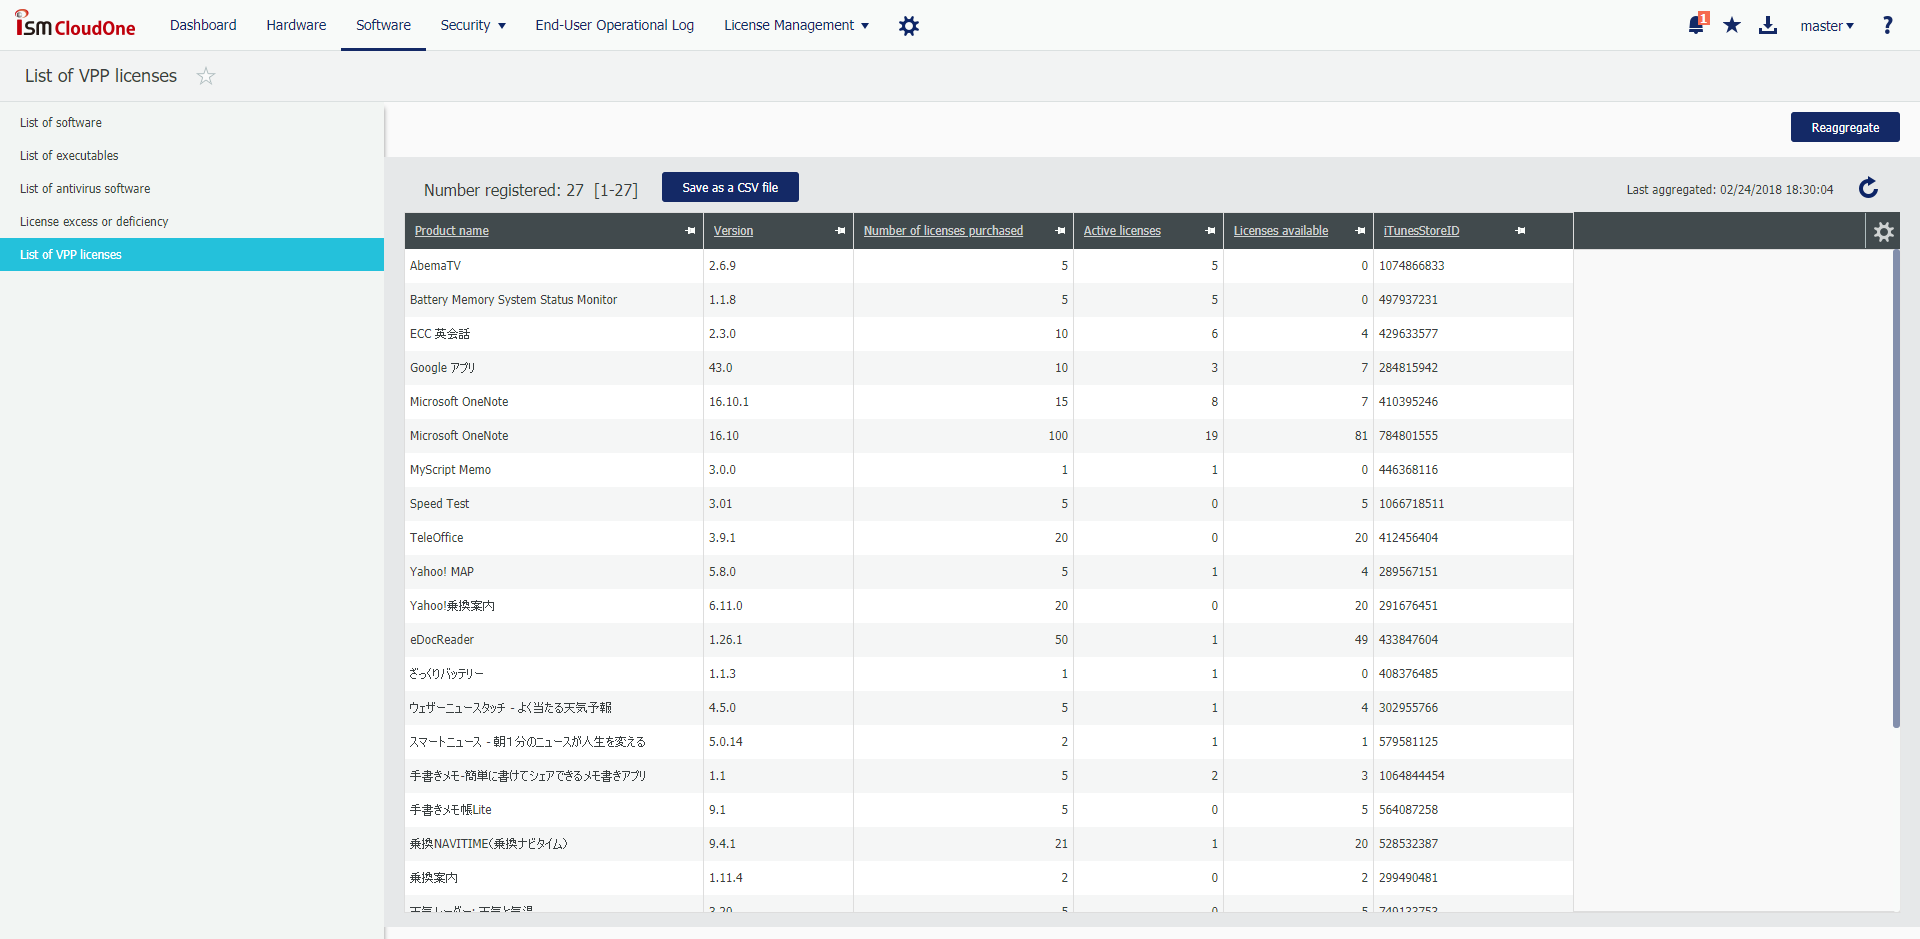 ISM CloudOne Dashboard Hardware Software Security End-User Operational Log License Management 1 master ?
List of VPP licenses
List of software
List of executables
List of antivirus software
License excess or deficiency
List of VPP licenses
Reaggregate
Number registered: 27 [1-27] Save as a CSV file Last aggregated: 02/24/2018 18:30:04
Product name Version Number of licenses purchased Active licenses Licenses available iTunesStoreID
AbemaTV 2.6.9 5 5 0 1074866833
Battery Memory System Status Monitor 1.1.8 5 5 0 497937231
ECC 英会話 2.3.0 10 6 4 429633577
Google アプリ 43.0 10 3 7 284815942
Microsoft OneNote 16.10.1 15 8 7 410395246
Microsoft OneNote 16.10 100 19 81 784801555
MyScript Memo 3.0.0 1 1 0 446368116
Speed Test 3.01 5 0 5 1066718511
TeleOffice 3.9.1 20 0 20 412456404
Yahoo! MAP 5.8.0 5 1 4 289567151
Yahoo!乗換案内 6.11.0 20 0 20 291676451
eDocReader 1.26.1 50 1 49 433847604
ざっくりバッテリー 1.1.3 1 1 0 408376485
ウェザーニュースタッチ - よく当たる天気予報 4.5.0 5 1 4 302955766
スマートニュース - 朝１分のニュースが人生を変える 5.0.14 2 1 1 579581125
手書きメモ-簡単に書けてシェアできるメモ書きアプリ 1.1 5 2 3 1064844454
手書きメモ帳Lite 9.1 5 0 5 564087258
乗換NAVITIME（乗換ナビタイム） 9.4.1 21 1 20 528532387
乗換案内 1.11.4 2 0 2 299490481
天気レーダー: 天気と気温 3.20 5 0 5 749133753